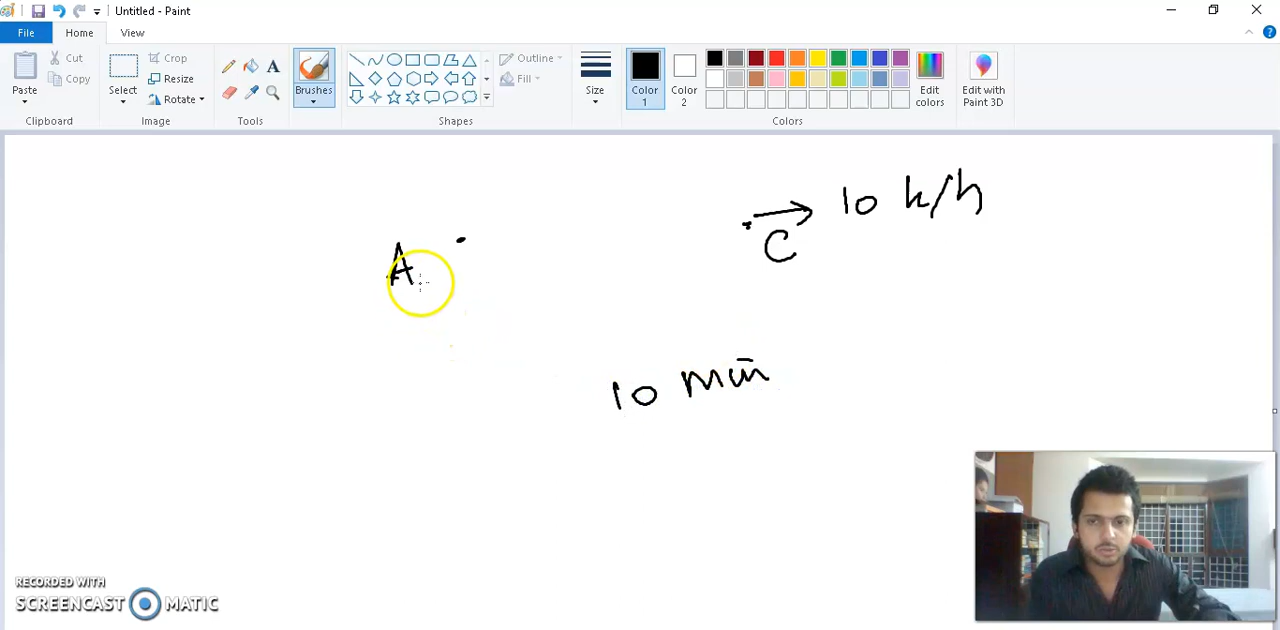 Untitled - Paint
File Home View
Paste
Cut
Copy
Clipboard
Select
Crop
Resize
Rotate
Image
A
Tools
Brushes
Shapes
Outline
Fill
Size
Color 1
Color 2
Colors
Edit colors
Edit with Paint 3D
10 k/h
C
A
10 min
RECORDED WITH
SCREENCAST MATIC